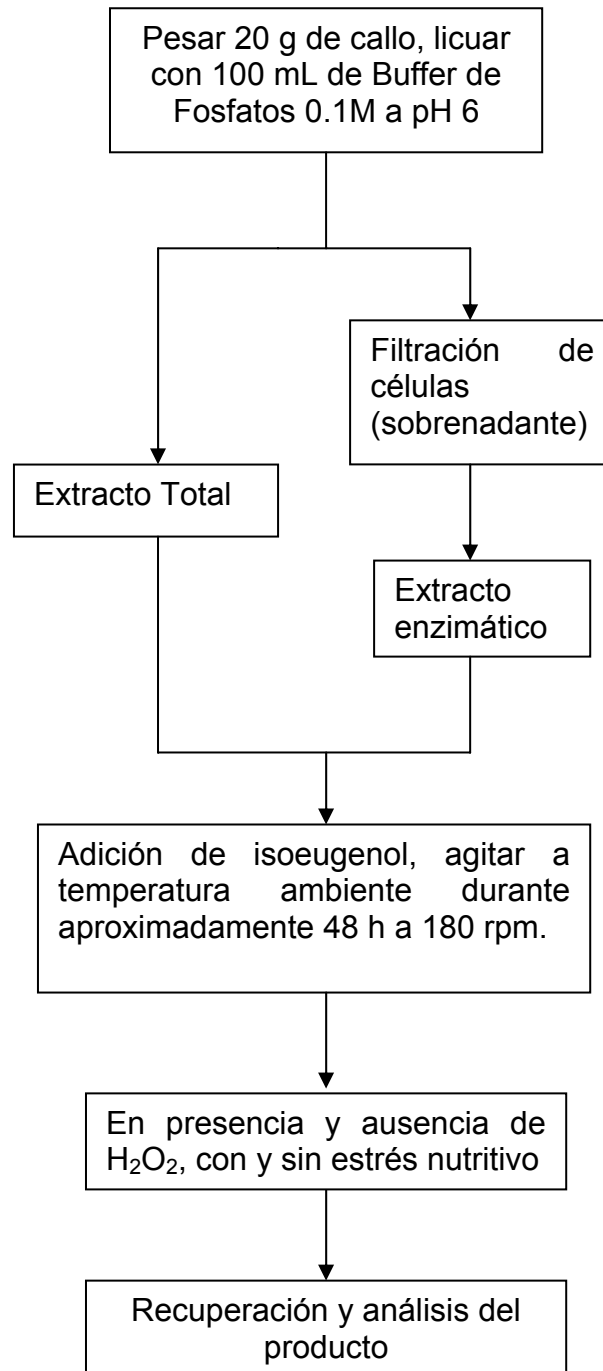 Pesar 20 g de callo, licuar
con 100 mL de Buffer de
Fosfatos 0.1M a pH 6
Filtración de
células
(sobrenadante)
Extracto Total
Extracto
enzimático
Adición de isoeugenol, agitar a
temperatura ambiente durante
aproximadamente 48 h a 180 rpm.
En presencia y ausencia de
H₂O₂, con y sin estrés nutritivo
Recuperación y análisis del
producto